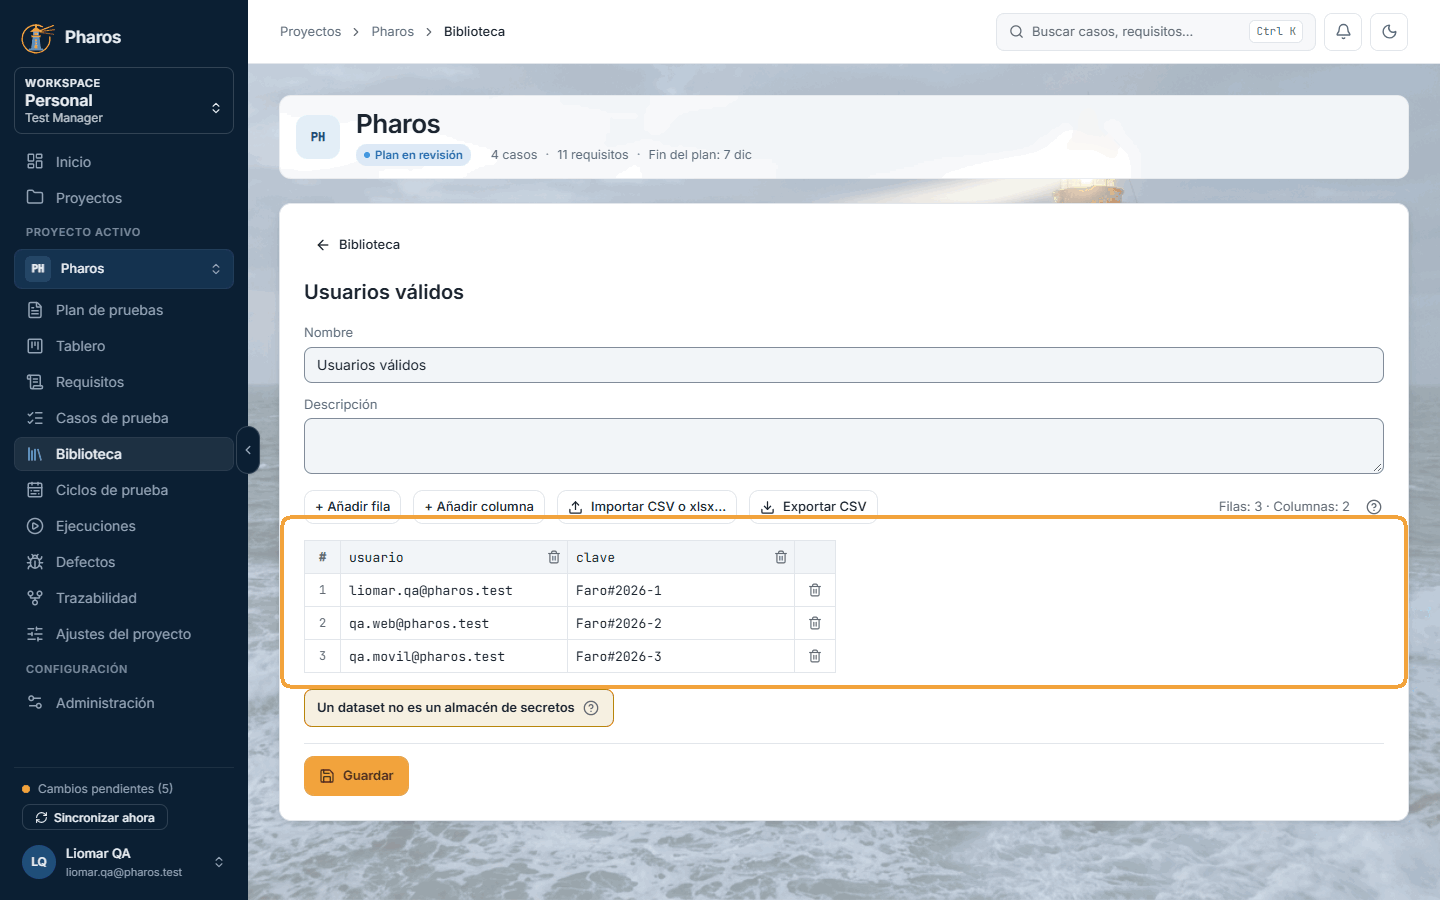 Pharos
WORKSPACE
Personal
Test Manager
Inicio
Proyectos
PROYECTO ACTIVO
PH Pharos
Plan de pruebas
Tablero
Requisitos
Casos de prueba
Biblioteca
Ciclos de prueba
Ejecuciones
Defectos
Trazabilidad
Ajustes del proyecto
CONFIGURACIÓN
Administración
Cambios pendientes (5)
Sincronizar ahora
LQ
Liomar QA
liomar.qa@pharos.test
Proyectos > Pharos > Biblioteca
Buscar casos, requisitos... Ctrl K
PH
Pharos
Plan en revisión 4 casos · 11 requisitos · Fin del plan: 7 dic
Biblioteca
Usuarios válidos
Nombre
Usuarios válidos
Descripción
+ Añadir fila + Añadir columna Importar CSV o xlsx... Exportar CSV Filas: 3 · Columnas: 2 ?
# usuario clave
1 liomar.qa@pharos.test Faro#2026-1
2 qa.web@pharos.test Faro#2026-2
3 qa.movil@pharos.test Faro#2026-3
Un dataset no es un almacén de secretos ?
Guardar